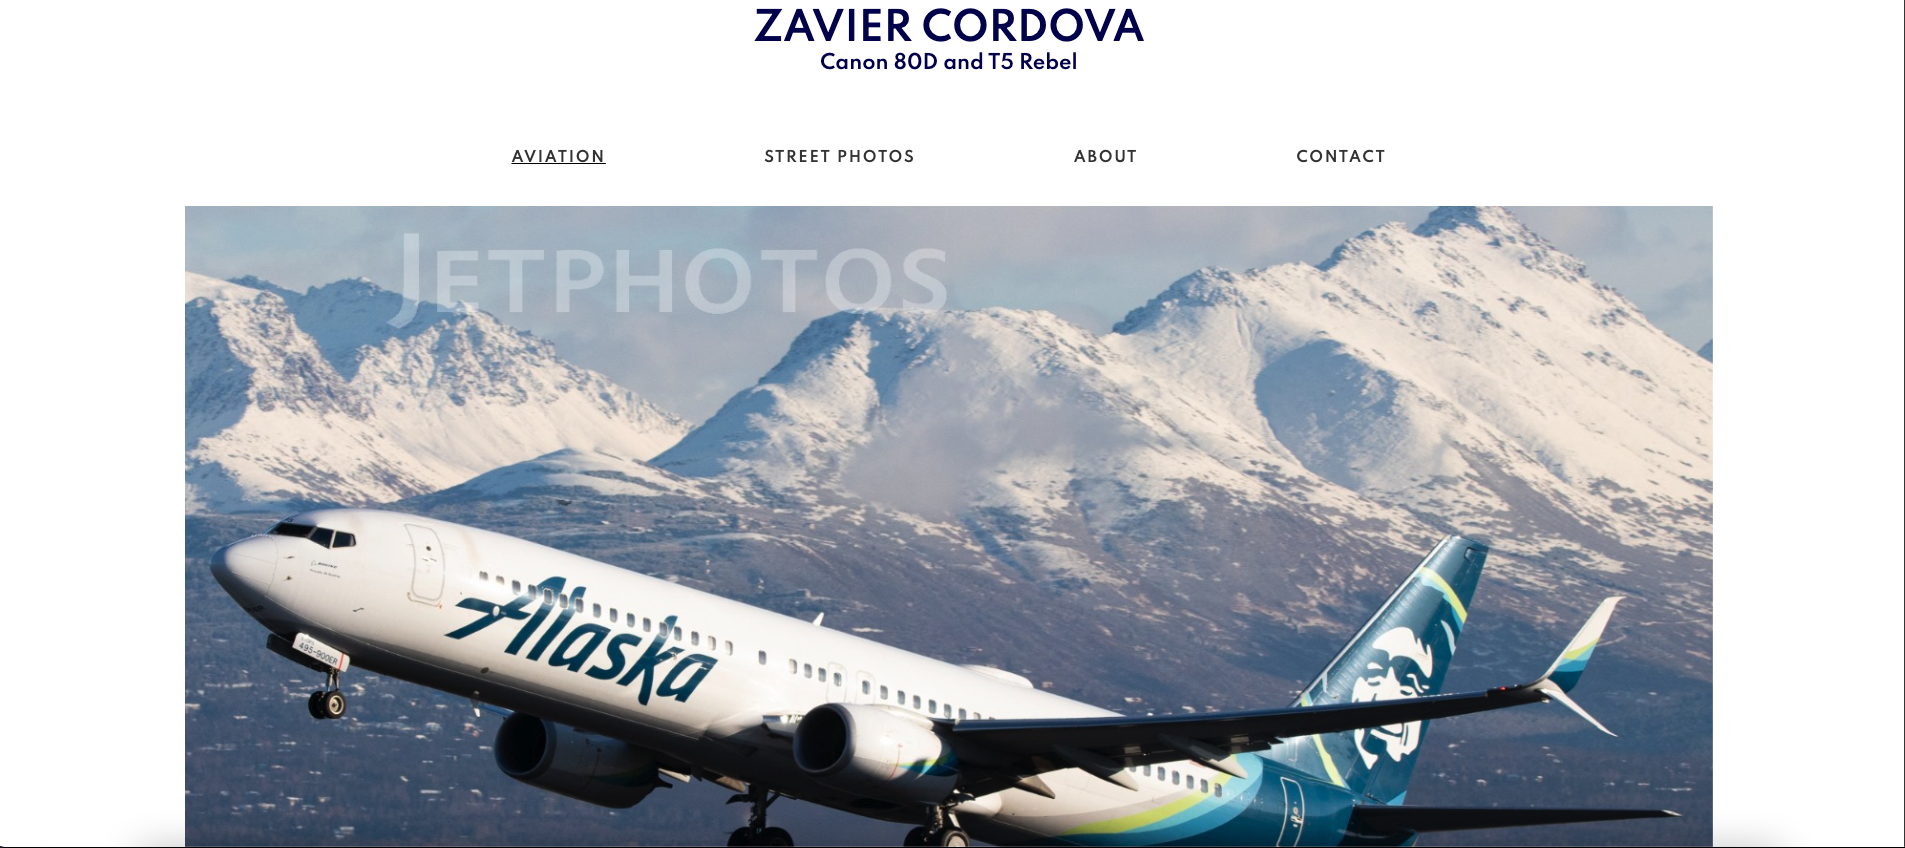 ZAVIER CORDOVA
Canon 80D and T5 Rebel
AVIATION STREET PHOTOS ABOUT CONTACT
JETPHOTOS
Alaska
495-900ER